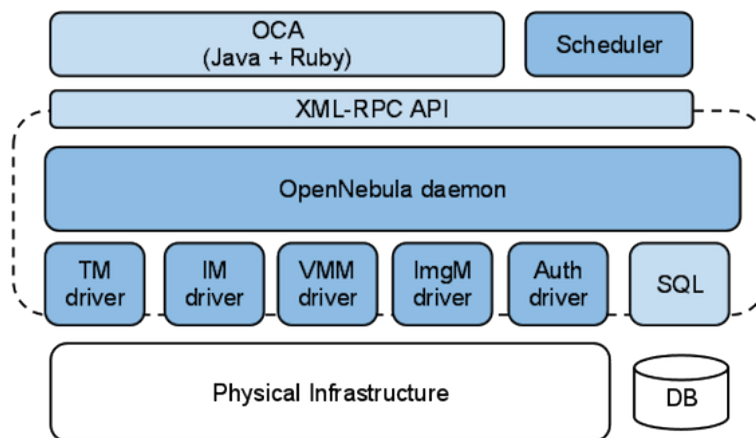 OCA
(Java + Ruby)
Scheduler
XML-RPC API
OpenNebula daemon
TM
driver
IM
driver
VMM
driver
ImgM
driver
Auth
driver
SQL
Physical Infrastructure
DB